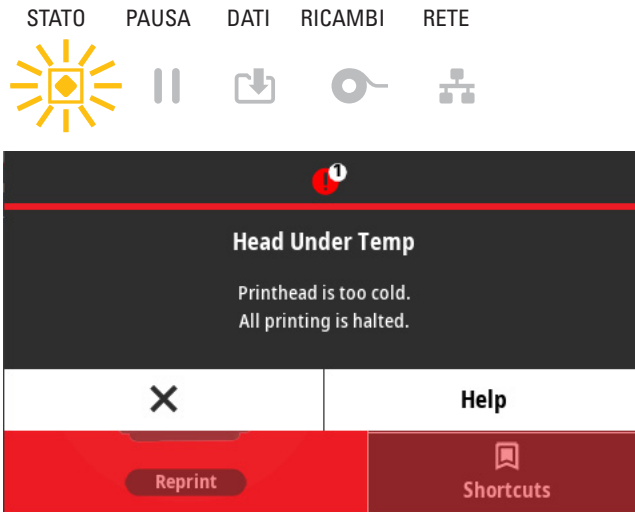 STATO PAUSA DATI RICAMBI RETE
1
Head Under Temp
Printhead is too cold.
All printing is halted.
Help
Reprint
Shortcuts